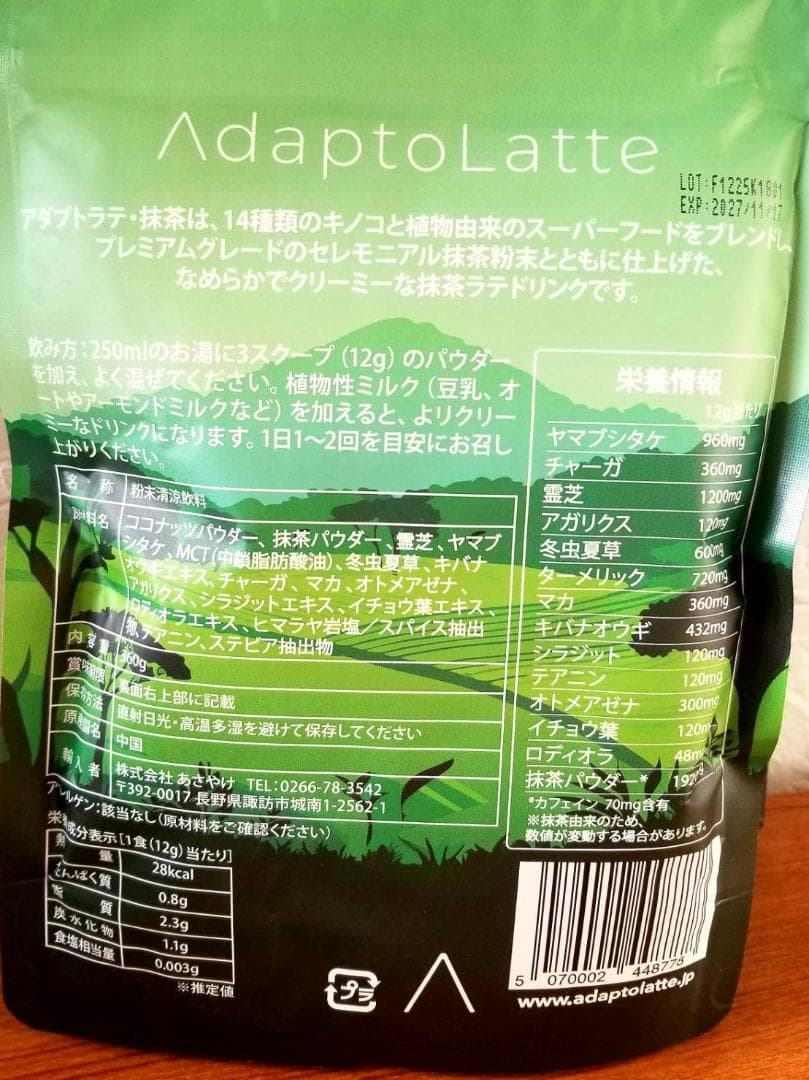 AdaptoLatte
LOT:F1225K1801
EXP:2027/11/17
アダプトラテ・抹茶は、14種類のキノコと植物由来のスーパーフードをブレンドし、
プレミアムグレードのセレモニアル抹茶粉末とともに仕上げた、
なめらかでクリーミーな抹茶ラテドリンクです。
飲み方：250mlのお湯に3スクープ（12g）のパウダー
を加え、よく混ぜてください。植物性ミルク（豆乳、オ
ートやアーモンドミルクなど）を加えると、よりクリー
ミーなドリンクになります。1日1〜2回を目安にお召し
上がりください。
名 称 粉末清涼飲料
原材料名 ココナッツパウダー、抹茶パウダー、霊芝、ヤマブ
シタケ、MCT(中鎖脂肪酸油)、冬虫夏草、キバナ
オウギエキス、チャーガ、マカ、オトメアゼナ、
アガリクス、シラジットエキス、イチョウ葉エキス、
ロディオラエキス、ヒマラヤ岩塩／スパイス抽出
物、テアニン、ステビア抽出物
内容量 360g
賞味期限 裏面右上部に記載
保存方法 直射日光・高温多湿を避けて保存してください
原産国名 中国
輸入者 株式会社 あさやけ TEL:0266-78-3542
〒392-0017 長野県諏訪市城南1-2562-1
アレルゲン：該当なし（原材料をご確認ください）
栄養成分表示［1食（12g）当たり］
熱 量 28kcal
たんぱく質 0.8g
脂 質 2.3g
炭水化物 1.1g
食塩相当量 0.003g
※推定値
栄養情報
12g当たり
ヤマブシタケ 960mg
チャーガ 360mg
霊芝 1200mg
アガリクス 120mg
冬虫夏草 600mg
ターメリック 720mg
マカ 360mg
キバナオウギ 432mg
シラジット 120mg
テアニン 120mg
オトメアゼナ 300mg
イチョウ葉 120mg
ロディオラ 48mg
抹茶パウダー*
*カフェイン 70mg含有
※抹茶由来のため、
数値が変動する場合があります。
プラ
5 070002 448778
www.adaptolatte.jp